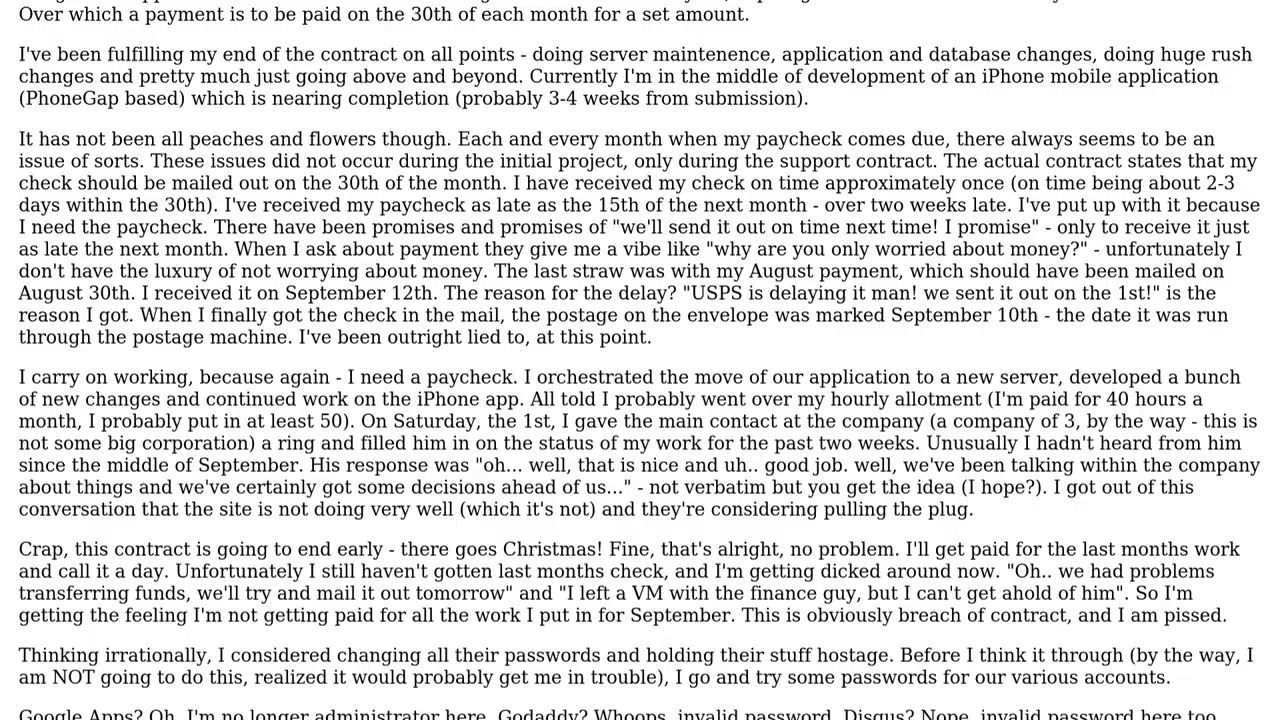 Over which a payment is to be paid on the 30th of each month for a set amount.
I've been fulfilling my end of the contract on all points - doing server maintenence, application and database changes, doing huge rush
changes and pretty much just going above and beyond. Currently I'm in the middle of development of an iPhone mobile application
(PhoneGap based) which is nearing completion (probably 3-4 weeks from submission).
It has not been all peaches and flowers though. Each and every month when my paycheck comes due, there always seems to be an
issue of sorts. These issues did not occur during the initial project, only during the support contract. The actual contract states that my
check should be mailed out on the 30th of the month. I have received my check on time approximately once (on time being about 2-3
days within the 30th). I've received my paycheck as late as the 15th of the next month - over two weeks late. I've put up with it because
I need the paycheck. There have been promises and promises of "we'll send it out on time next time! I promise" - only to receive it just
as late the next month. When I ask about payment they give me a vibe like "why are you only worried about money?" - unfortunately I
don't have the luxury of not worrying about money. The last straw was with my August payment, which should have been mailed on
August 30th. I received it on September 12th. The reason for the delay? "USPS is delaying it man! we sent it out on the 1st!" is the
reason I got. When I finally got the check in the mail, the postage on the envelope was marked September 10th - the date it was run
through the postage machine. I've been outright lied to, at this point.
I carry on working, because again - I need a paycheck. I orchestrated the move of our application to a new server, developed a bunch
of new changes and continued work on the iPhone app. All told I probably went over my hourly allotment (I'm paid for 40 hours a
month, I probably put in at least 50). On Saturday, the 1st, I gave the main contact at the company (a company of 3, by the way - this is
not some big corporation) a ring and filled him in on the status of my work for the past two weeks. Unusually I hadn't heard from him
since the middle of September. His response was "oh... well, that is nice and uh.. good job. well, we've been talking within the company
about things and we've certainly got some decisions ahead of us..." - not verbatim but you get the idea (I hope?). I got out of this
conversation that the site is not doing very well (which it's not) and they're considering pulling the plug.
Crap, this contract is going to end early - there goes Christmas! Fine, that's alright, no problem. I'll get paid for the last months work
and call it a day. Unfortunately I still haven't gotten last months check, and I'm getting dicked around now. "Oh.. we had problems
transferring funds, we'll try and mail it out tomorrow" and "I left a VM with the finance guy, but I can't get ahold of him". So I'm
getting the feeling I'm not getting paid for all the work I put in for September. This is obviously breach of contract, and I am pissed.
Thinking irrationally, I considered changing all their passwords and holding their stuff hostage. Before I think it through (by the way, I
am NOT going to do this, realized it would probably get me in trouble), I go and try some passwords for our various accounts.
Google Apps? Oh, I'm no longer administrator here. Godaddy? Whoops, invalid password. Disqus? Nope, invalid password here too.